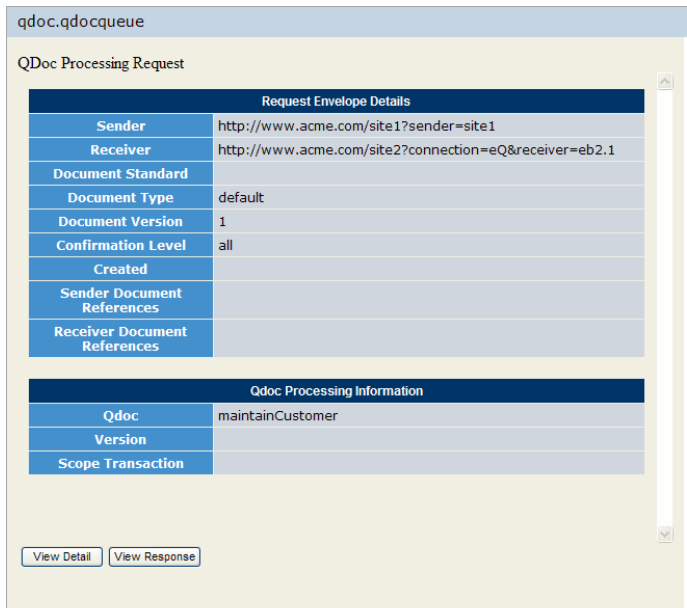 qdoc.qdocqueue
QDoc Processing Request
Request Envelope Details
Sender http://www.acme.com/site1?sender=site1
Receiver http://www.acme.com/site2?connection=eQ&receiver=eb2.1
Document Standard
Document Type default
Document Version 1
Confirmation Level all
Created
Sender Document
References
Receiver Document
References
Qdoc Processing Information
Qdoc maintainCustomer
Version
Scope Transaction
View Detail View Response